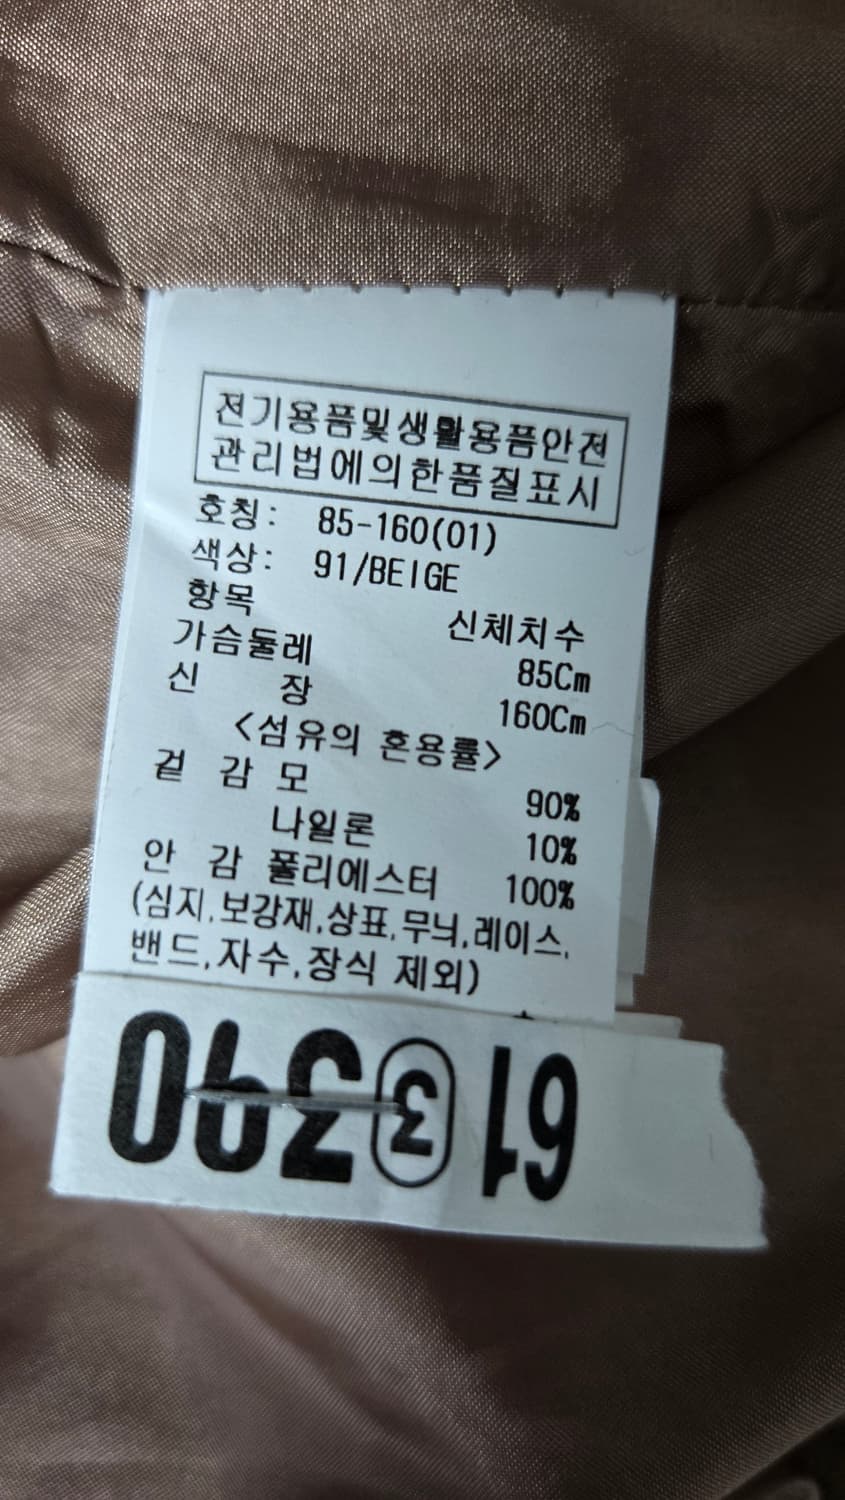 전기용품및생활용품안전
관리법에의한품질표시
호칭: 85-160(01)
색상: 91/BEIGE
항목 신체치수
가슴둘레 85Cm
신 장 160Cm
<섬유의 혼용률>
겉 감 모 90%
나일론 10%
안 감 폴리에스터 100%
(심지.보강재.상표.무늬.레이스.
밴드.자수.장식 제외)